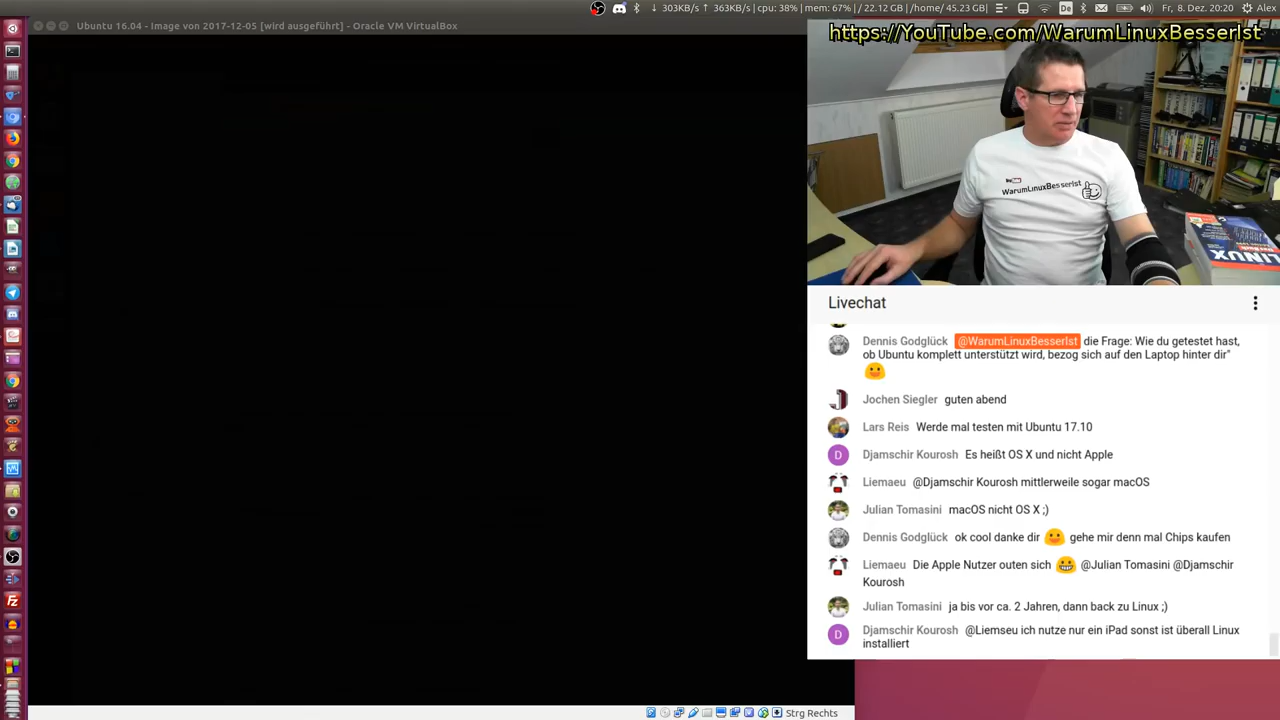 303KB/s | 363KB/s | cpu: 38% | mem: 67% | / 22.12 GB | /home/ 45.23 GB | De Fr, 8. Dez, 20:20 Alex
Ubuntu 16.04 - Image von 2017-12-05 [wird ausgeführt] - Oracle VM VirtualBox
https://YouTube.com/WarumLinuxBesserIst
WarumLinuxBesserIst
LINUX
Livechat
Dennis Godglück @WarumLinuxBesserIst die Frage: Wie du getestet hast,
ob Ubuntu komplett unterstützt wird, bezog sich auf den Laptop hinter dir"
Jochen Siegler guten abend
Lars Reis Werde mal testen mit Ubuntu 17.10
D Djamschir Kourosh Es heißt OS X und nicht Apple
Liemaeu @Djamschir Kourosh mittlerweile sogar macOS
Julian Tomasini macOS nicht OS X ;)
Dennis Godglück ok cool danke dir gehe mir denn mal Chips kaufen
Liemaeu Die Apple Nutzer outen sich @Julian Tomasini @Djamschir
Kourosh
Julian Tomasini ja bis vor ca. 2 Jahren, dann back zu Linux ;)
D Djamschir Kourosh @Liemseu ich nutze nur ein iPad sonst ist überall Linux
installiert
Strg Rechts